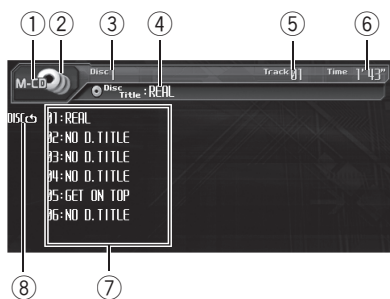 ① ② ③ ④ ⑤ ⑥
M-CD Disc 1 Track 01 Time 1'43"
Disc Title : REAL
DISC 01:REAL
02:NO D.TITLE
03:NO D.TITLE
04:NO D.TITLE
05:GET ON TOP
06:NO D.TITLE
⑧ ⑦